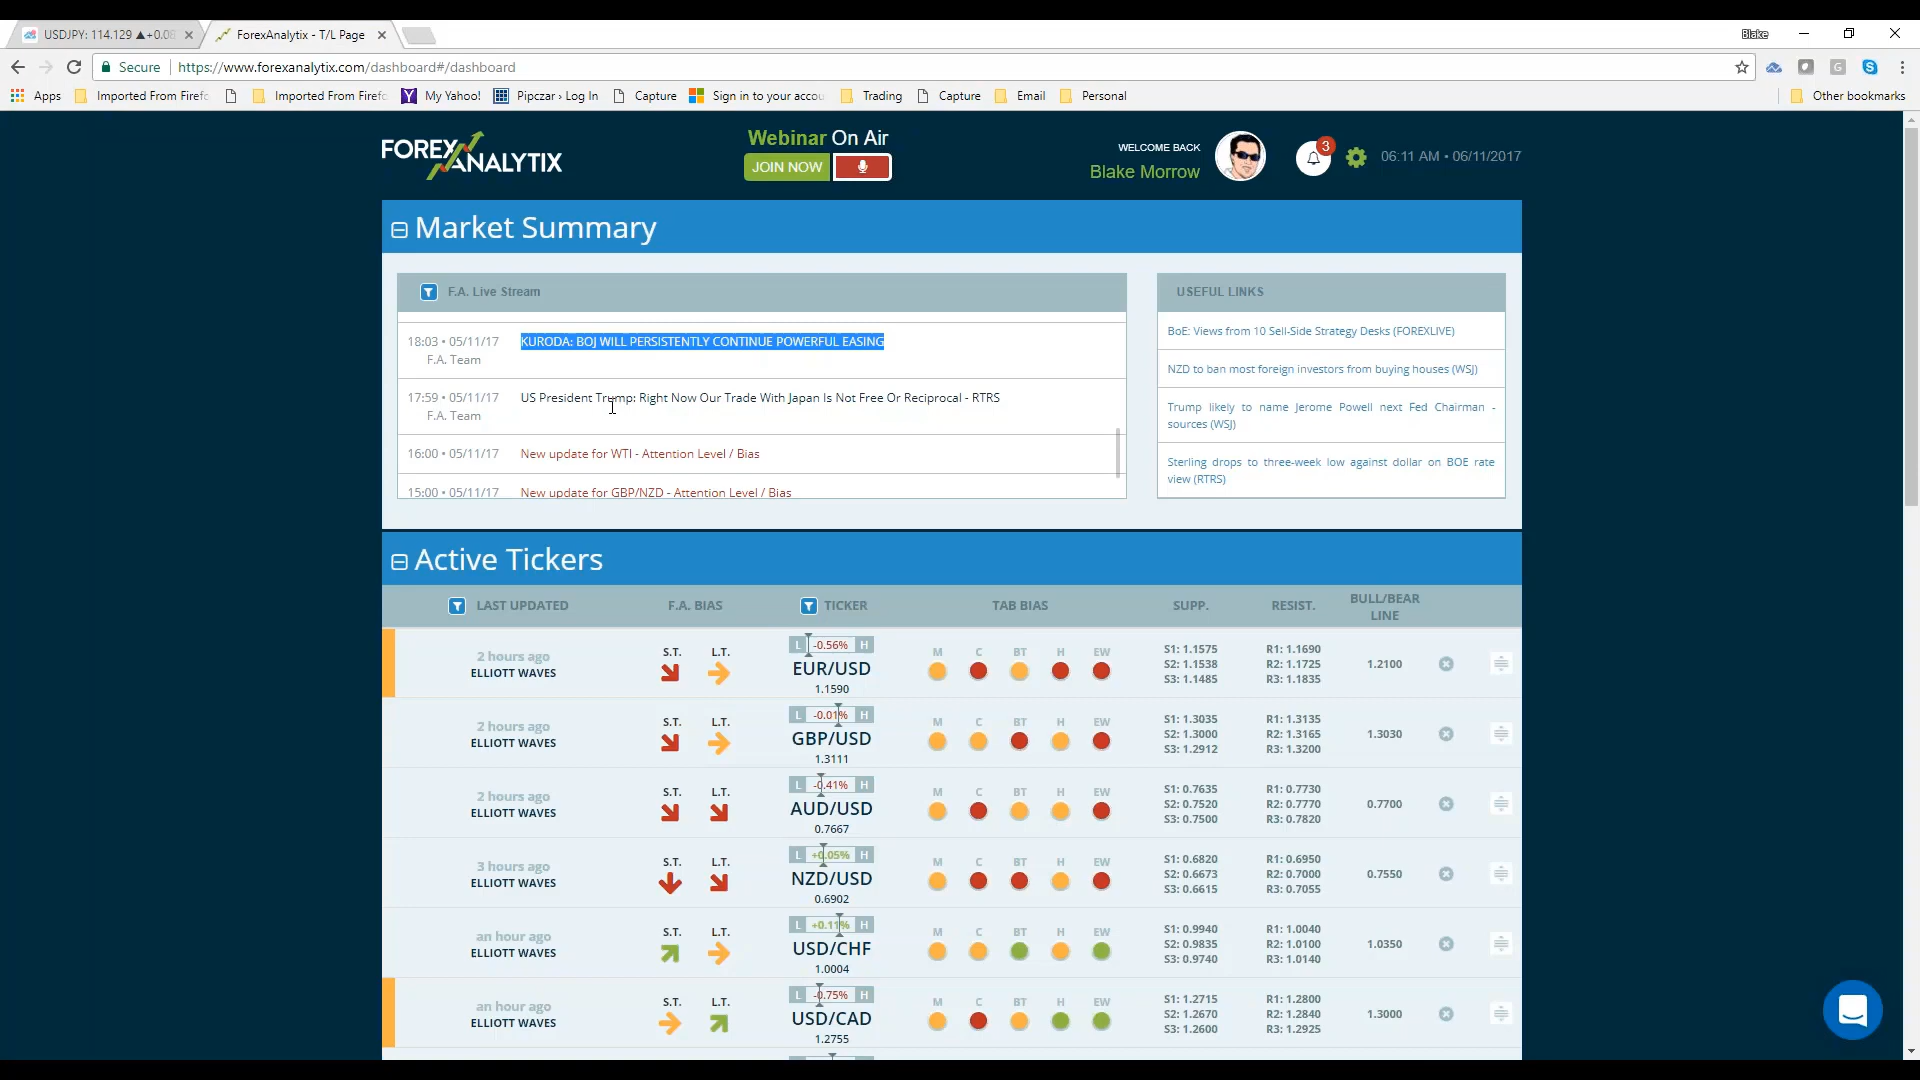 USDJPY: 114.129 ▲+0.08
ForexAnalytix - T/L Page
Blake
Secure
https://www.forexanalytix.com/dashboard#/dashboard
Apps
Imported From Firefo
Imported From Firefo
My Yahoo!
Pipczar › Log In
Capture
Sign in to your accou
Trading
Capture
Email
Personal
Other bookmarks
FOREX ANALYTIX
Webinar On Air
JOIN NOW
WELCOME BACK
Blake Morrow
3
06:11 AM • 06/11/2017
Market Summary
F.A. Live Stream
18:03 • 05/11/17 KURODA: BOJ WILL PERSISTENTLY CONTINUE POWERFUL EASING
F.A. Team
17:59 • 05/11/17 US President Trump: Right Now Our Trade With Japan Is Not Free Or Reciprocal - RTRS
F.A. Team
16:00 • 05/11/17 New update for WTI - Attention Level / Bias
15:00 • 05/11/17 New update for GBP/NZD - Attention Level / Bias
USEFUL LINKS
BoE: Views from 10 Sell-Side Strategy Desks (FOREXLIVE)
NZD to ban most foreign investors from buying houses (WSJ)
Trump likely to name Jerome Powell next Fed Chairman -
sources (WSJ)
Sterling drops to three-week low against dollar on BOE rate
view (RTRS)
Active Tickers
LAST UPDATED F.A. BIAS TICKER TAB BIAS SUPP. RESIST. BULL/BEAR
LINE
L -0.56% H
2 hours ago S.T. L.T. EUR/USD M C BT H EW S1: 1.1575 R1: 1.1690
ELLIOTT WAVES S2: 1.1538 R2: 1.1725 1.2100
1.1590 S3: 1.1485 R3: 1.1835
L -0.01% H
2 hours ago S.T. L.T. GBP/USD M C BT H EW S1: 1.3035 R1: 1.3135
ELLIOTT WAVES S2: 1.3000 R2: 1.3165 1.3030
1.3111 S3: 1.2912 R3: 1.3200
L -0.41% H
2 hours ago S.T. L.T. AUD/USD M C BT H EW S1: 0.7635 R1: 0.7730
ELLIOTT WAVES S2: 0.7520 R2: 0.7770 0.7700
0.7667 S3: 0.7500 R3: 0.7820
L +0.05% H
3 hours ago S.T. L.T. NZD/USD M C BT H EW S1: 0.6820 R1: 0.6950
ELLIOTT WAVES S2: 0.6673 R2: 0.7000 0.7550
0.6902 S3: 0.6615 R3: 0.7055
L +0.11% H
an hour ago S.T. L.T. USD/CHF M C BT H EW S1: 0.9940 R1: 1.0040
ELLIOTT WAVES S2: 0.9835 R2: 1.0100 1.0350
1.0004 S3: 0.9740 R3: 1.0140
L -0.75% H
an hour ago S.T. L.T. USD/CAD M C BT H EW S1: 1.2715 R1: 1.2800
ELLIOTT WAVES S2: 1.2670 R2: 1.2840 1.3000
1.2755 S3: 1.2600 R3: 1.2925